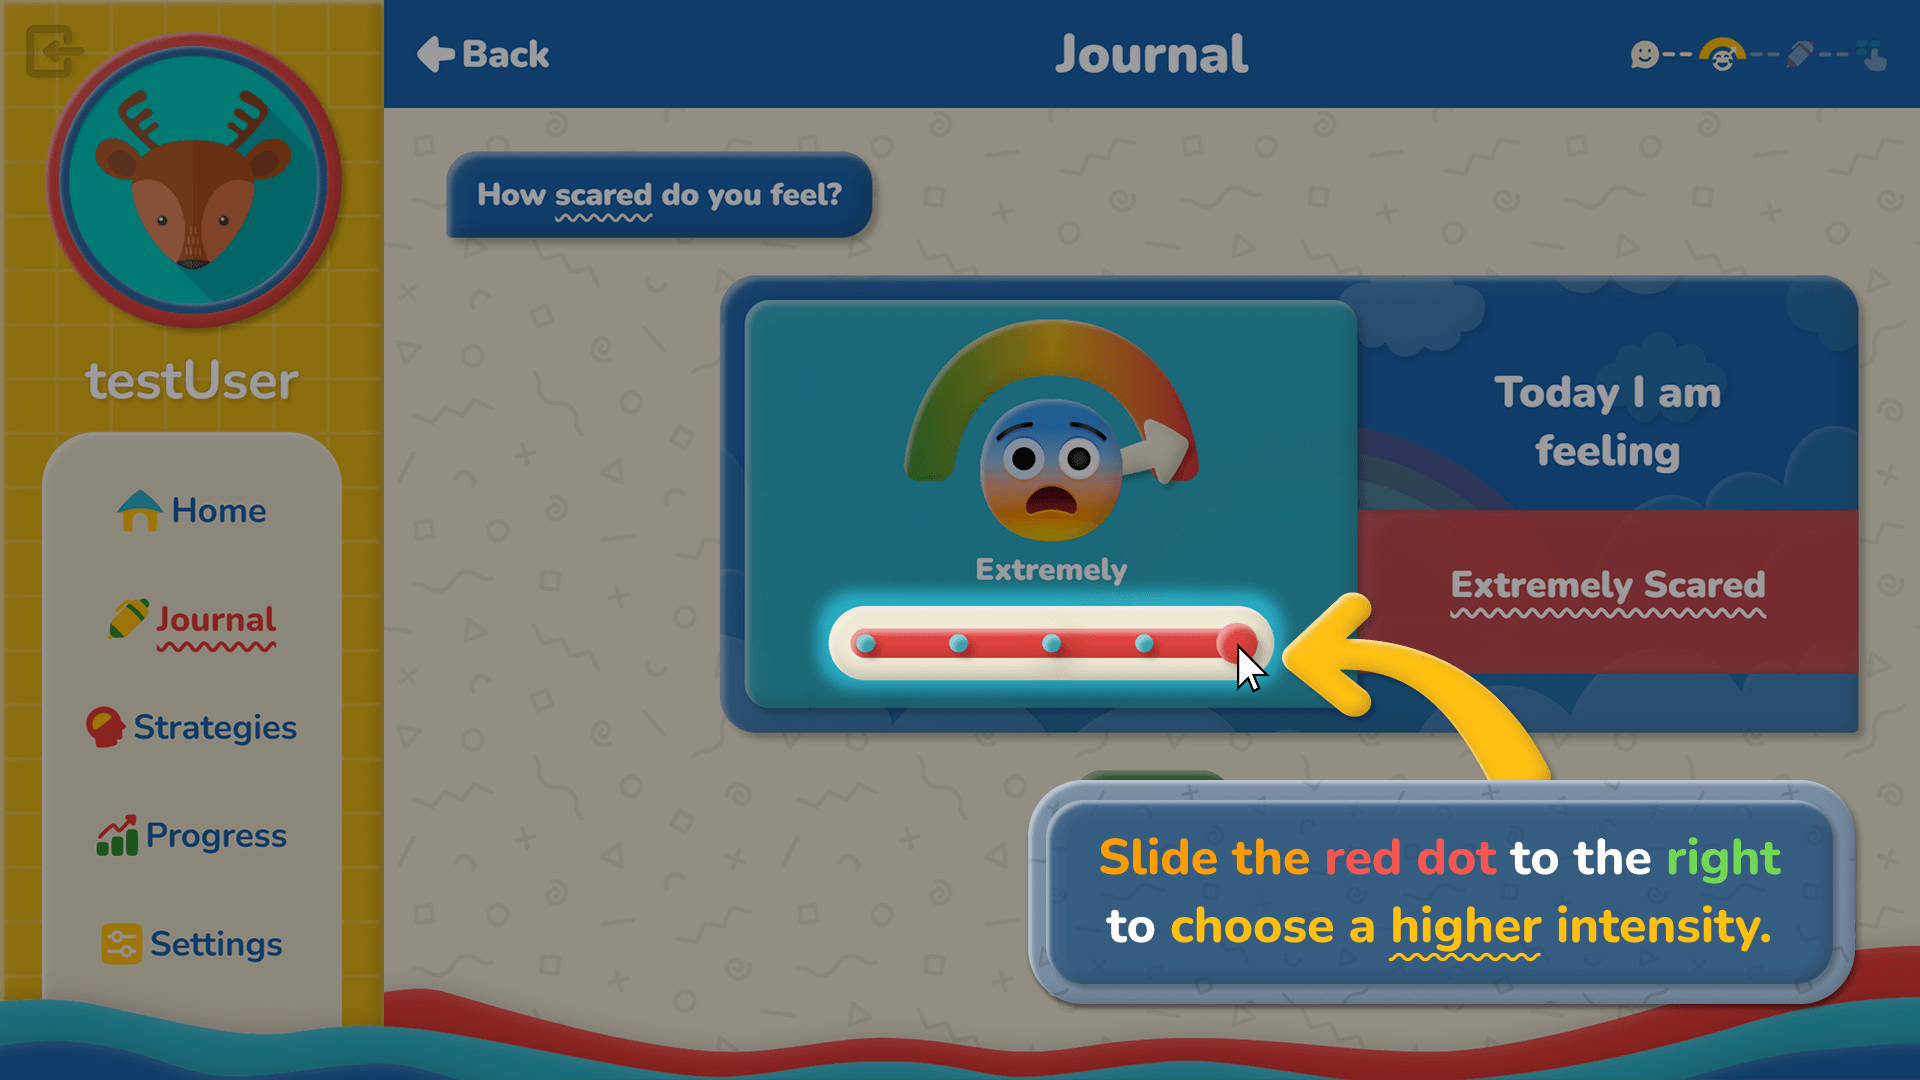 Back
Journal
How scared do you feel?
testUser
Home
Journal
Strategies
Progress
Settings
Extremely
Today I am
feeling
Extremely Scared
Slide the red dot to the right
to choose a higher intensity.